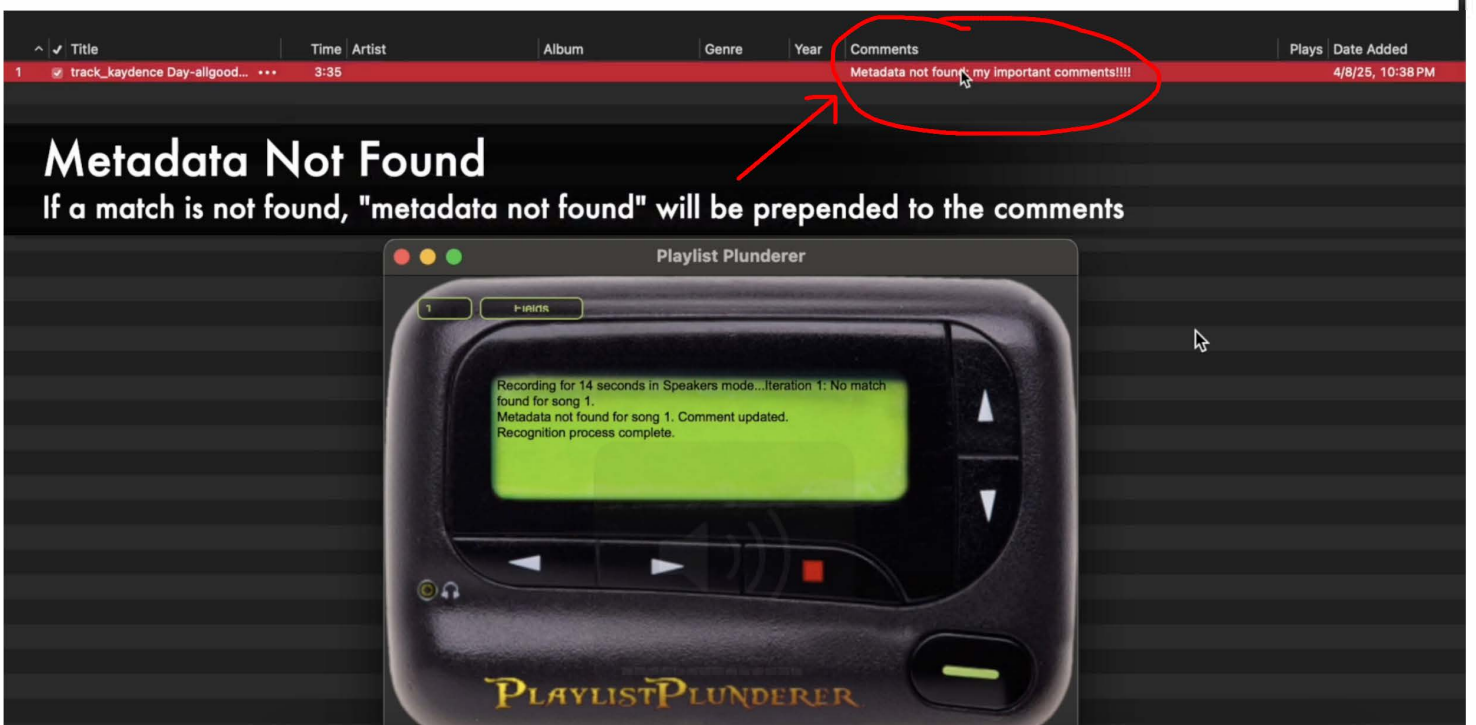 Title Time Artist Album Genre Year Comments Plays Date Added
1 track_kaydence Day-allgood... ••• 3:35 Metadata not found: my important comments!!!! 4/8/25, 10:38 PM
Metadata Not Found
If a match is not found, "metadata not found" will be prepended to the comments
Playlist Plunderer
1 Fields
Recording for 14 seconds in Speakers mode...Iteration 1: No match
found for song 1.
Metadata not found for song 1. Comment updated.
Recognition process complete.
PLAYLISTPLUNDERER